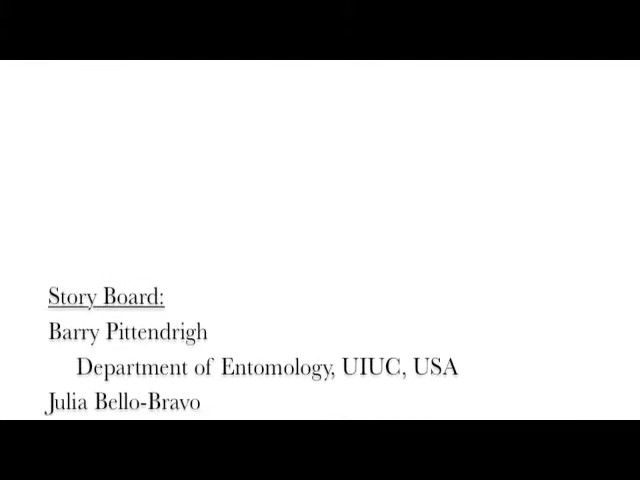 Story Board:
Barry Pittendrigh
Department of Entomology, UIUC, USA
Julia Bello-Bravo